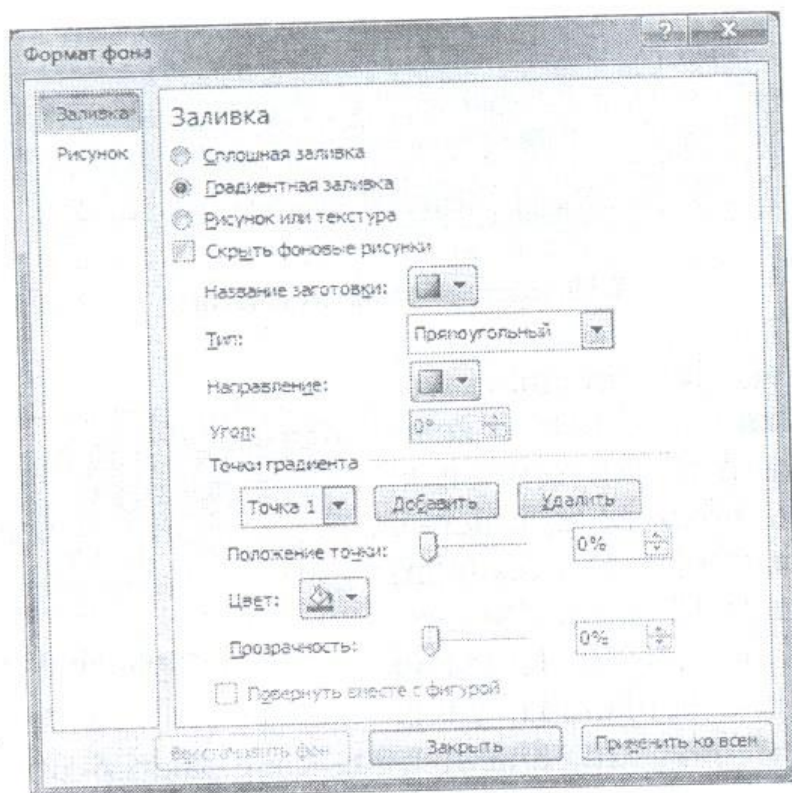 Формат фона
Заливка
Рисунок
Заливка
Сплошная заливка
Градиентная заливка
Рисунок или текстура
Скрыть фоновые рисунки
Название заготовки:
Тип: Прямоугольный
Направление:
Угол: 0°
Точки градиента
Точка 1 Добавить Удалить
Положение точки: 0%
Цвет:
Прозрачность: 0%
Повернуть вместе с фигурой
Восстановить фон Закрыть Применить ко всем